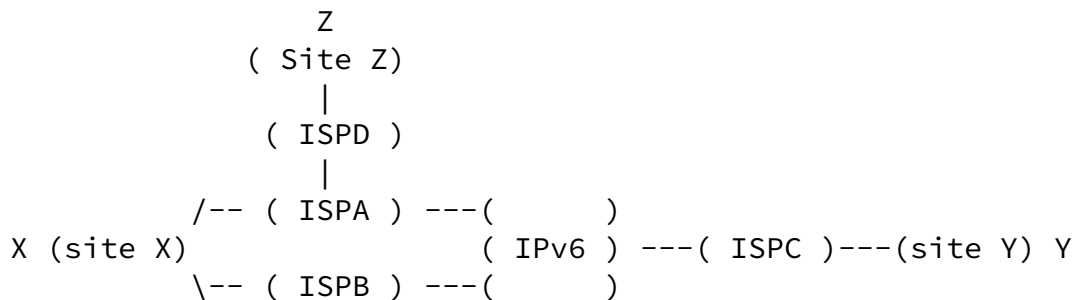 Z
               ( Site Z)
                    |
                ( ISPD )
                    |
           /-- ( ISPA ) ---(      )
X (site X)                 ( IPv6 ) ---( ISPC )---(site Y) Y
           \-- ( ISPB ) ---(      )